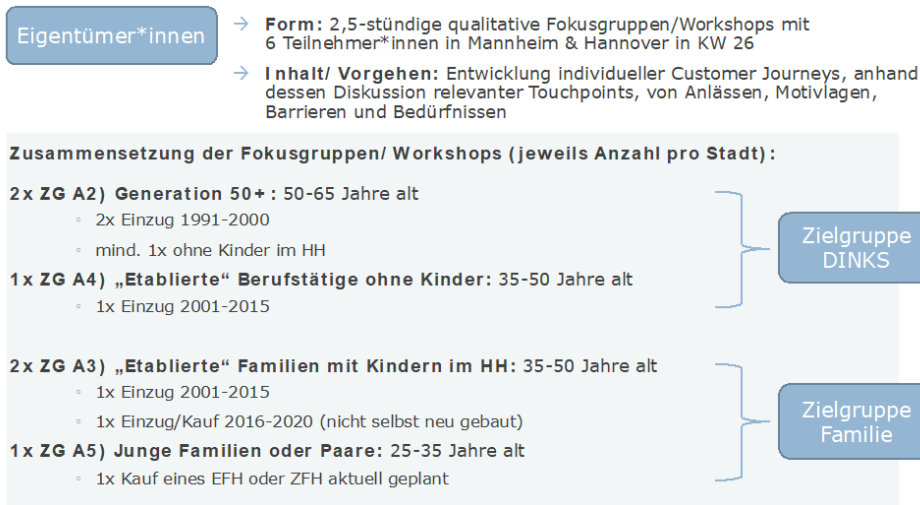 Eigentümer*innen
→ Form: 2,5-stündige qualitative Fokusgruppen/Workshops mit
6 Teilnehmer*innen in Mannheim & Hannover in KW 26
→ Inhalt/ Vorgehen: Entwicklung individueller Customer Journeys, anhand
dessen Diskussion relevanter Touchpoints, von Anlässen, Motivlagen,
Barrieren und Bedürfnissen
Zusammensetzung der Fokusgruppen/ Workshops (jeweils Anzahl pro Stadt):
2x ZG A2) Generation 50+: 50-65 Jahre alt
◦ 2x Einzug 1991-2000
◦ mind. 1x ohne Kinder im HH
1x ZG A4) „Etablierte“ Berufstätige ohne Kinder: 35-50 Jahre alt
◦ 1x Einzug 2001-2015
Zielgruppe
DINKS
2x ZG A3) „Etablierte“ Familien mit Kindern im HH: 35-50 Jahre alt
◦ 1x Einzug 2001-2015
◦ 1x Einzug/Kauf 2016-2020 (nicht selbst neu gebaut)
1x ZG A5) Junge Familien oder Paare: 25-35 Jahre alt
◦ 1x Kauf eines EFH oder ZFH aktuell geplant
Zielgruppe
Familie